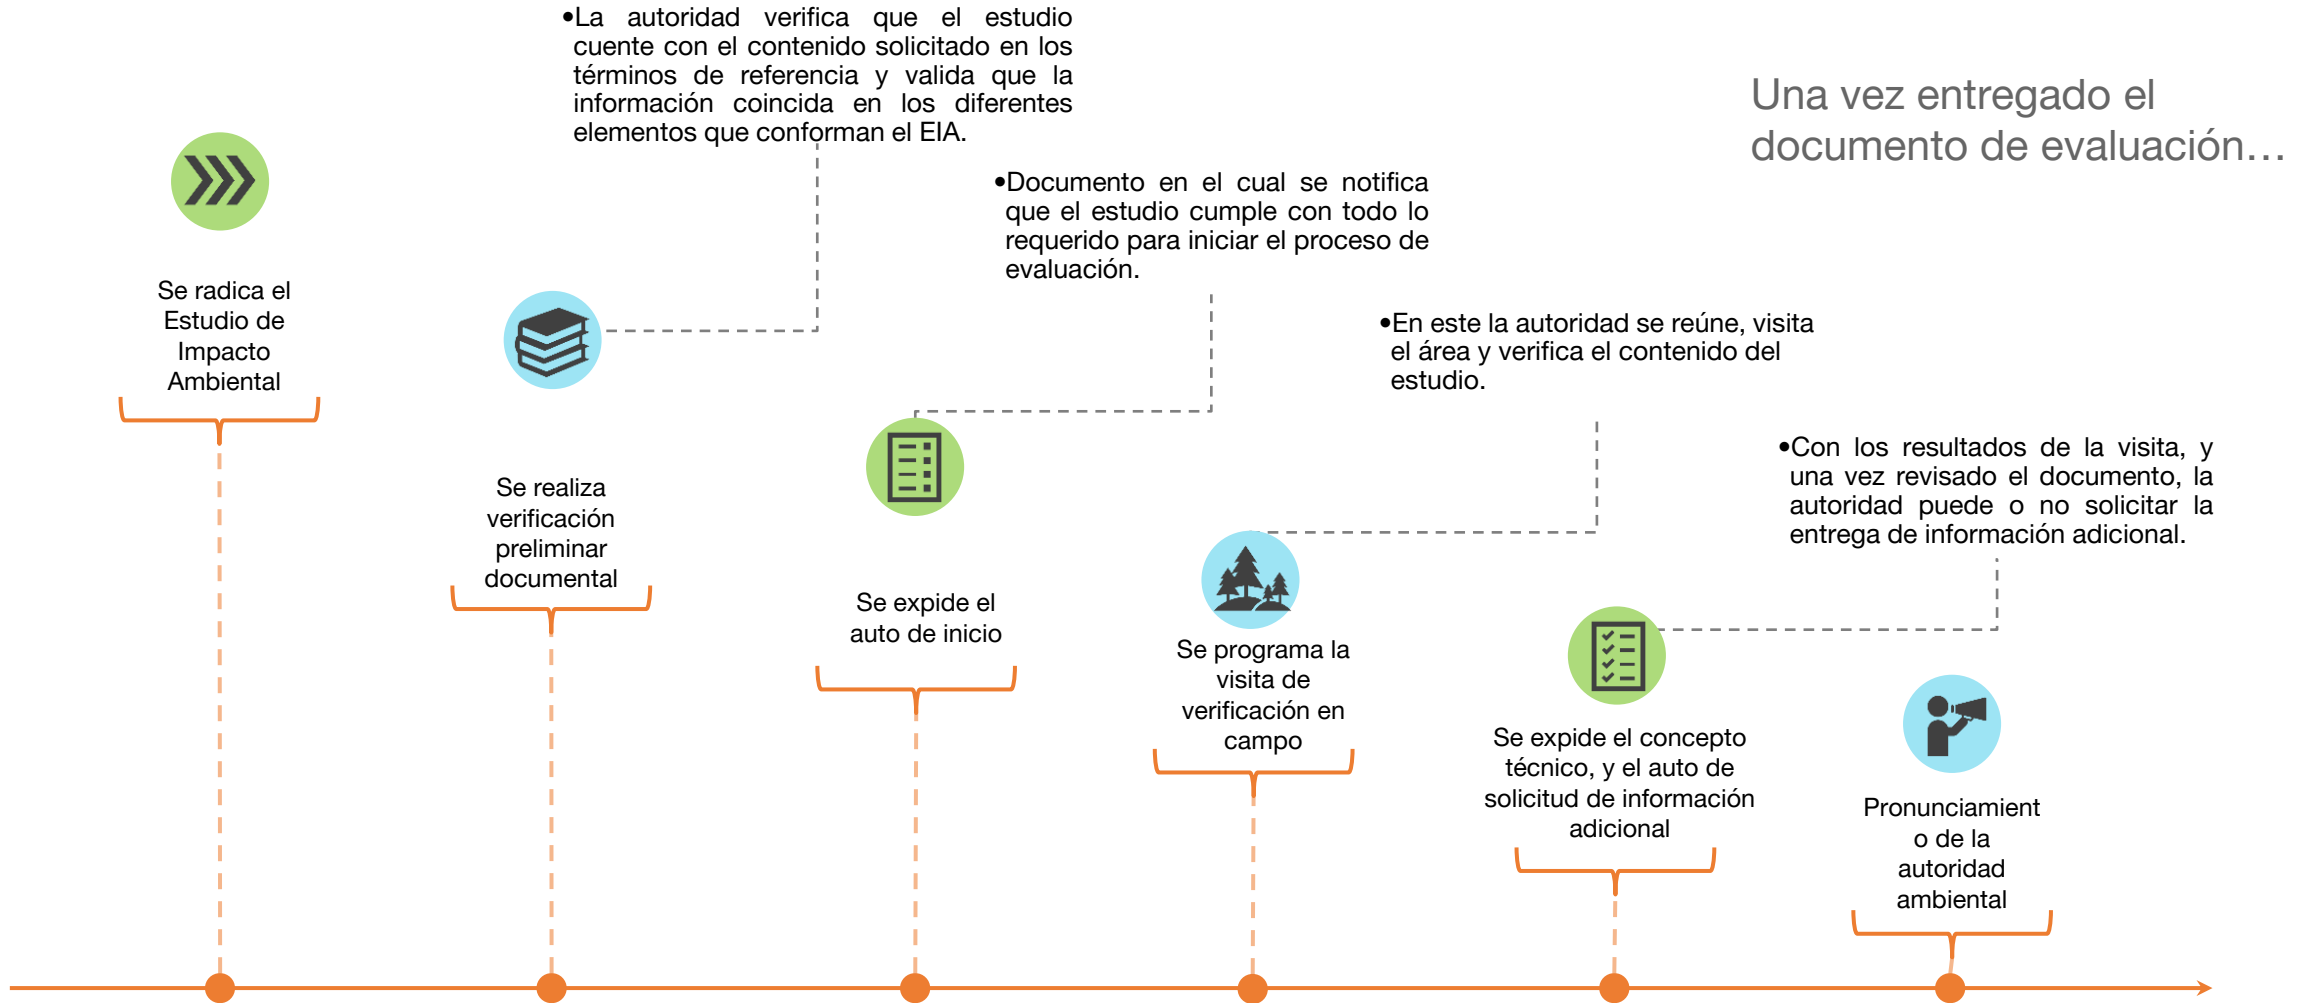 •La autoridad verifica que el estudio
cuente con el contenido solicitado en los
términos de referencia y valida que la
información coincida en los diferentes
elementos que conforman el EIA.
Una vez entregado el
documento de evaluación...
•Documento en el cual se notifica
que el estudio cumple con todo lo
requerido para iniciar el proceso de
evaluación.
Se radica el
Estudio de
Impacto
Ambiental
•En este la autoridad se reúne, visita
el área y verifica el contenido del
estudio.
•Con los resultados de la visita, y
una vez revisado el documento, la
autoridad puede o no solicitar la
entrega de información adicional.
Se realiza
verificación
preliminar
documental
Se expide el
auto de inicio
Se programa la
visita de
verificación en
campo
Se expide el concepto
técnico, y el auto de
solicitud de información
adicional
Pronunciamient
o de la
autoridad
ambiental